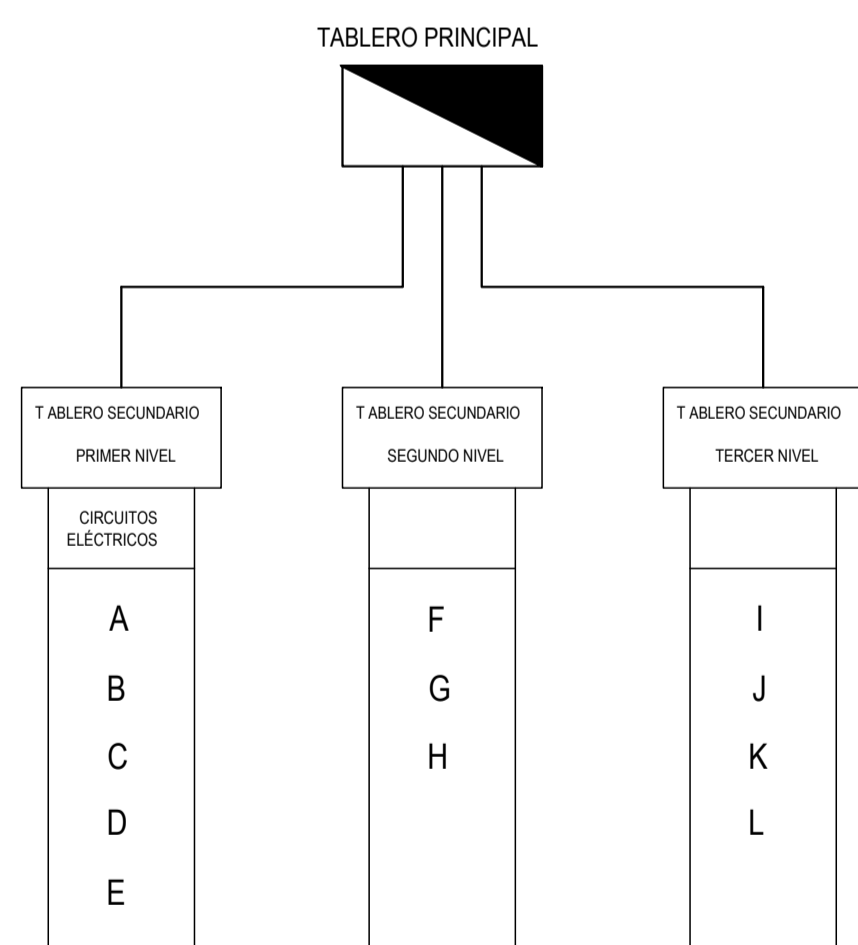 TABLERO PRINCIPAL
T ABLERO SECUNDARIO
PRIMER NIVEL
T ABLERO SECUNDARIO
SEGUNDO NIVEL
T ABLERO SECUNDARIO
TERCER NIVEL
CIRCUITOS
ELÉCTRICOS
A
B
C
D
E
F
G
H
I
J
K
L